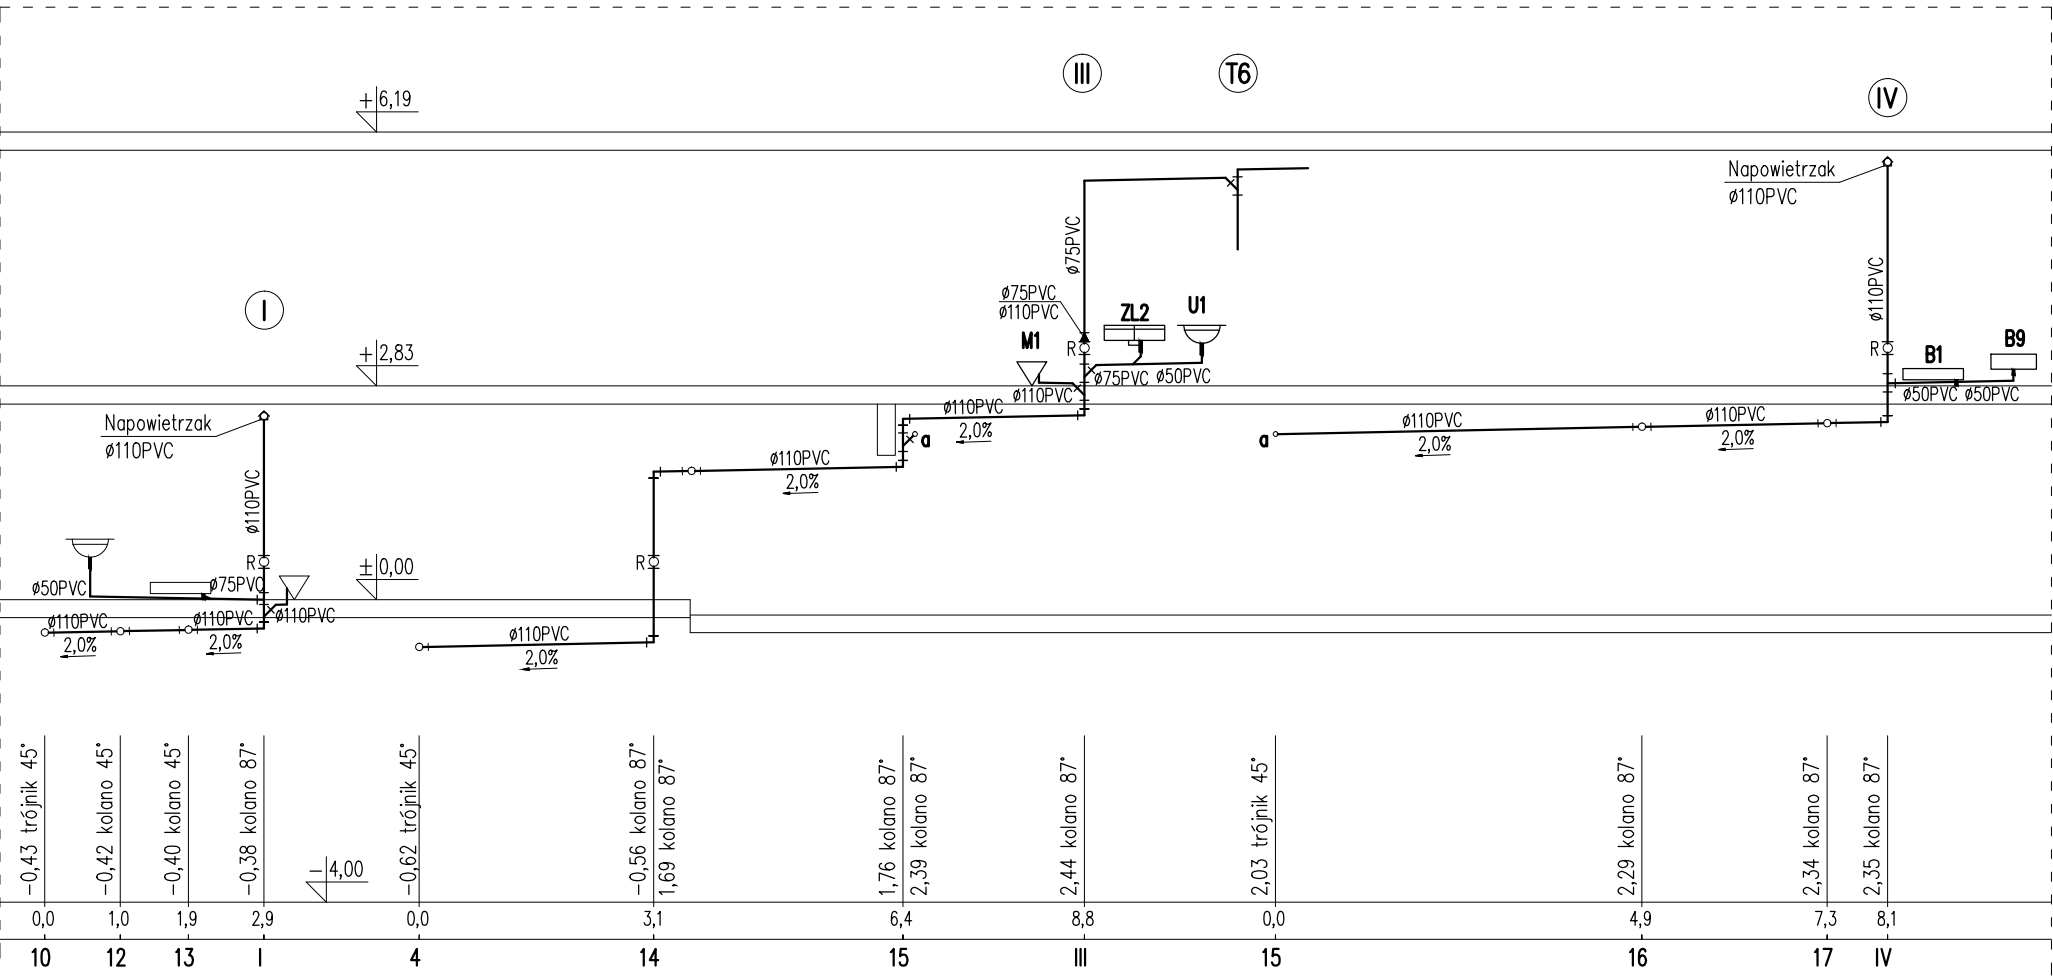 III
T6
IV
+6,19
Napowietrzak
ø110PVC
ø75PVC
ø110PVC
I
ø75PVC
ø110PVC
ZL2
U1
M1
R
R
B1
B9
+2,83
ø110PVC
ø75PVC
ø50PVC
ø50PVC
ø50PVC
Napowietrzak
ø110PVC
ø110PVC
2,0%
a
a
ø110PVC
2,0%
ø110PVC
2,0%
ø110PVC
2,0%
ø110PVC
R
R
±0,00
ø50PVC
ø75PVC
ø110PVC
ø110PVC
2,0%
ø110PVC
2,0%
ø110PVC
2,0%
-0,43 trójnik 45°
-0,42 kolano 45°
-0,40 kolano 45°
-0,38 kolano 87°
-0,62 trójnik 45°
-0,56 kolano 87°
1,69 kolano 87°
1,76 kolano 87°
2,39 kolano 87°
2,44 kolano 87°
2,03 trójnik 45°
2,29 kolano 87°
2,34 kolano 87°
2,35 kolano 87°
-4,00
0,0 1,0 1,9 2,9 0,0 3,1 6,4 8,8 0,0 4,9 7,3 8,1
10 12 13 I 4 14 15 III 15 16 17 IV